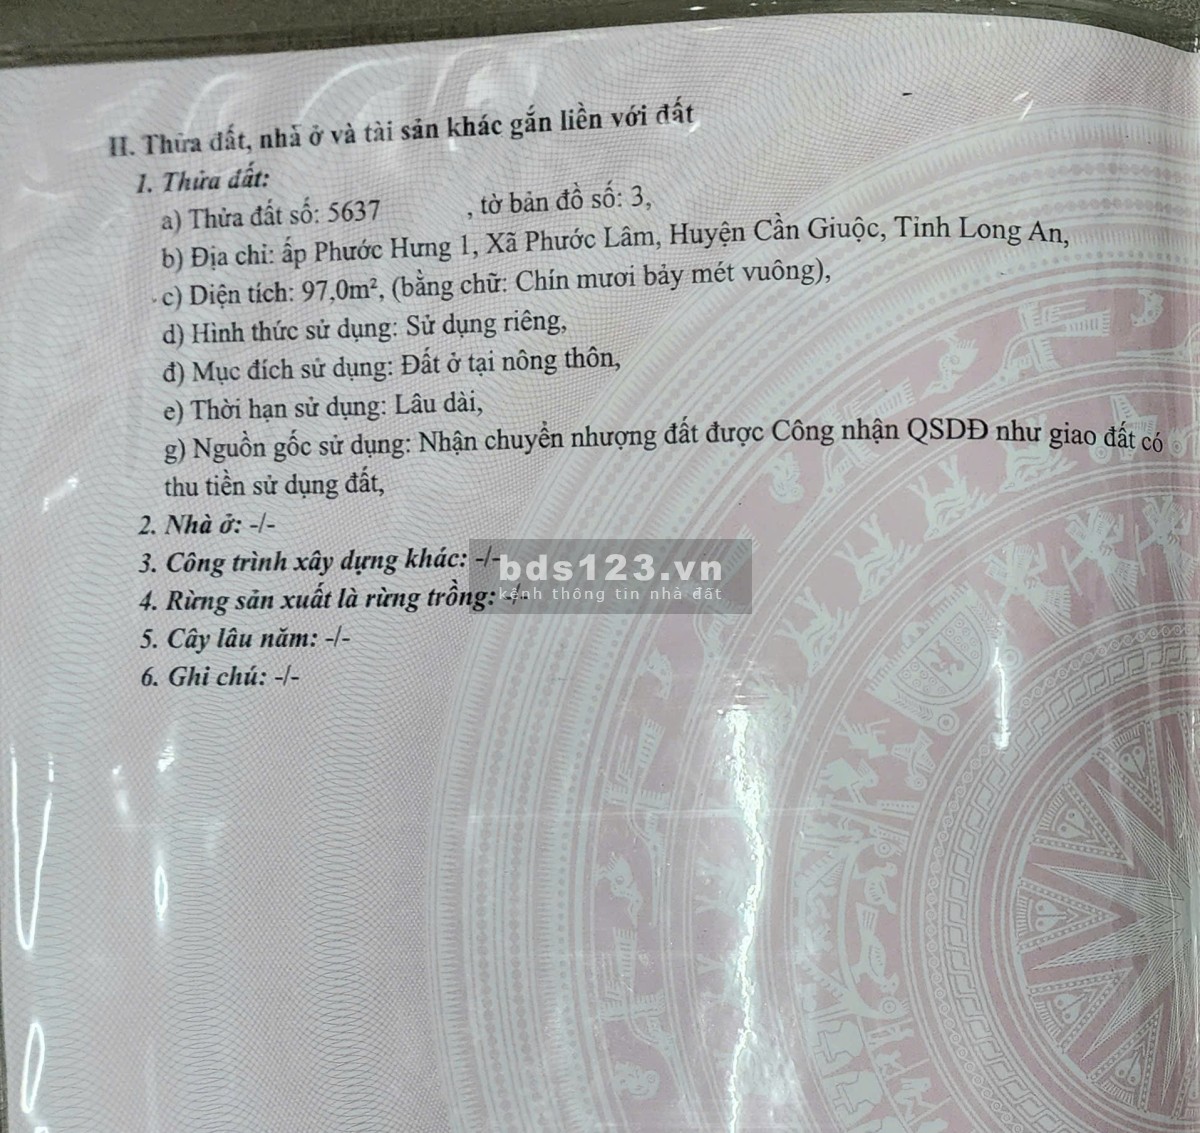 II. Thửa đất, nhà ở và tài sản khác gắn liền với đất
1. Thửa đất:
a) Thửa đất số: 5637 , tờ bản đồ số: 3,
b) Địa chỉ: ấp Phước Hưng 1, Xã Phước Lâm, Huyện Cần Giuộc, Tỉnh Long An,
c) Diện tích: 97,0m², (bằng chữ: Chín mươi bảy mét vuông),
d) Hình thức sử dụng: Sử dụng riêng,
đ) Mục đích sử dụng: Đất ở tại nông thôn,
e) Thời hạn sử dụng: Lâu dài,
g) Nguồn gốc sử dụng: Nhận chuyển nhượng đất được Công nhận QSDĐ như giao đất có
thu tiền sử dụng đất,
2. Nhà ở: -/-
3. Công trình xây dựng khác: -/-
bds123.vn
4. Rừng sản xuất là rừng trồng: -/-
kênh thông tin nhà đất
5. Cây lâu năm: -/-
6. Ghi chú: -/-